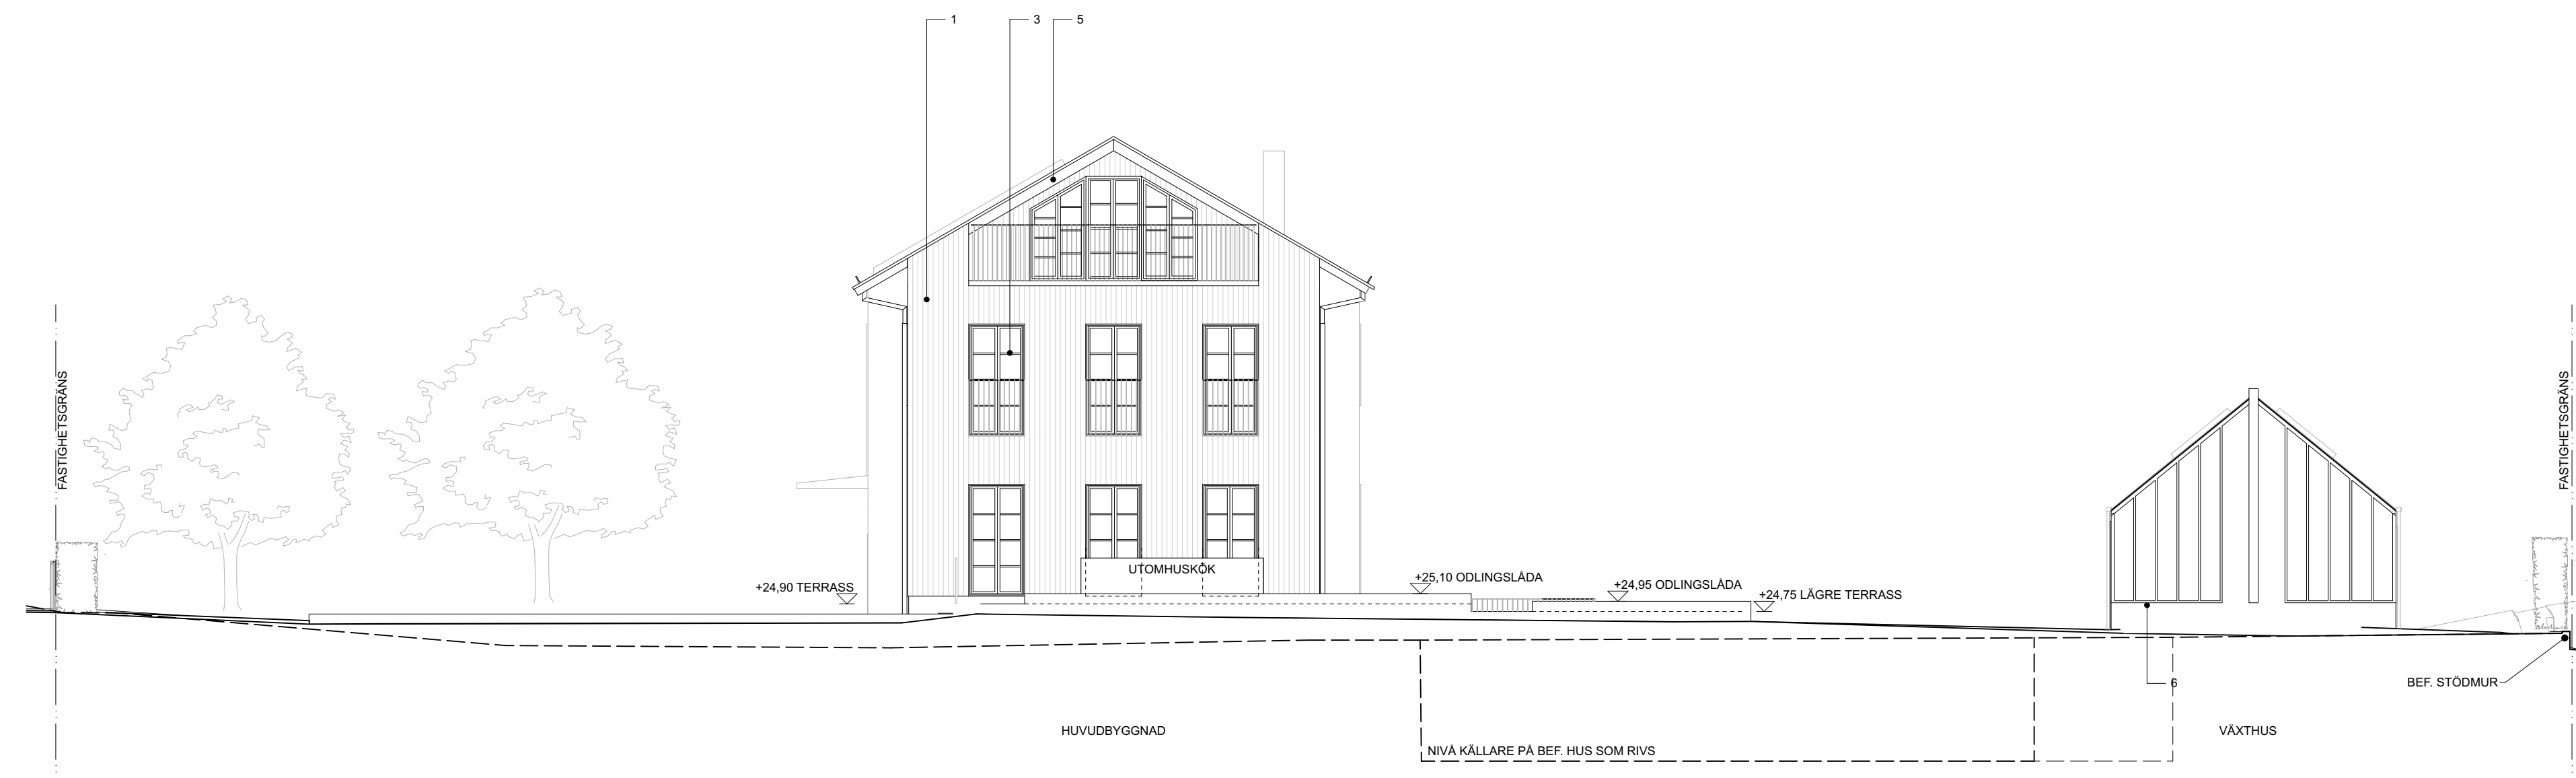 1
3
5
FASTIGHETSGRÄNS
FASTIGHETSGRÄNS
UTOMHUSKÖK
+24,90 TERRASS
+25,10 ODLINGSLÅDA
+24,95 ODLINGSLÅDA
+24,75 LÄGRE TERRASS
6
BEF. STÖDMUR
HUVUDBYGGNAD
VÄXTHUS
NIVÅ KÄLLARE PÅ BEF. HUS SOM RIVS